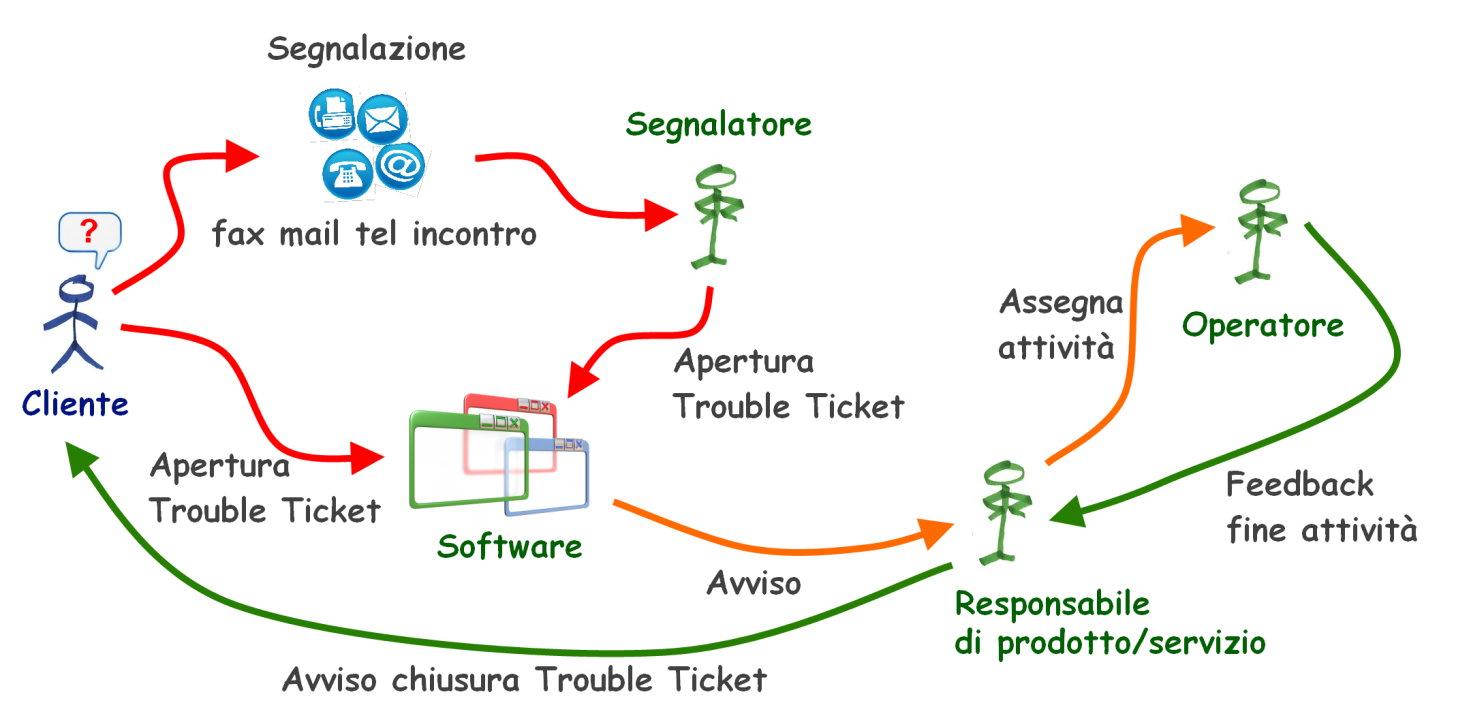 Segnalazione
fax mail tel incontro
Segnalatore
?
Cliente
Apertura
Trouble Ticket
Apertura
Trouble Ticket
Software
Assegna
attività
Operatore
Feedback
fine attività
Avviso
Responsabile
di prodotto/servizio
Avviso chiusura Trouble Ticket
@